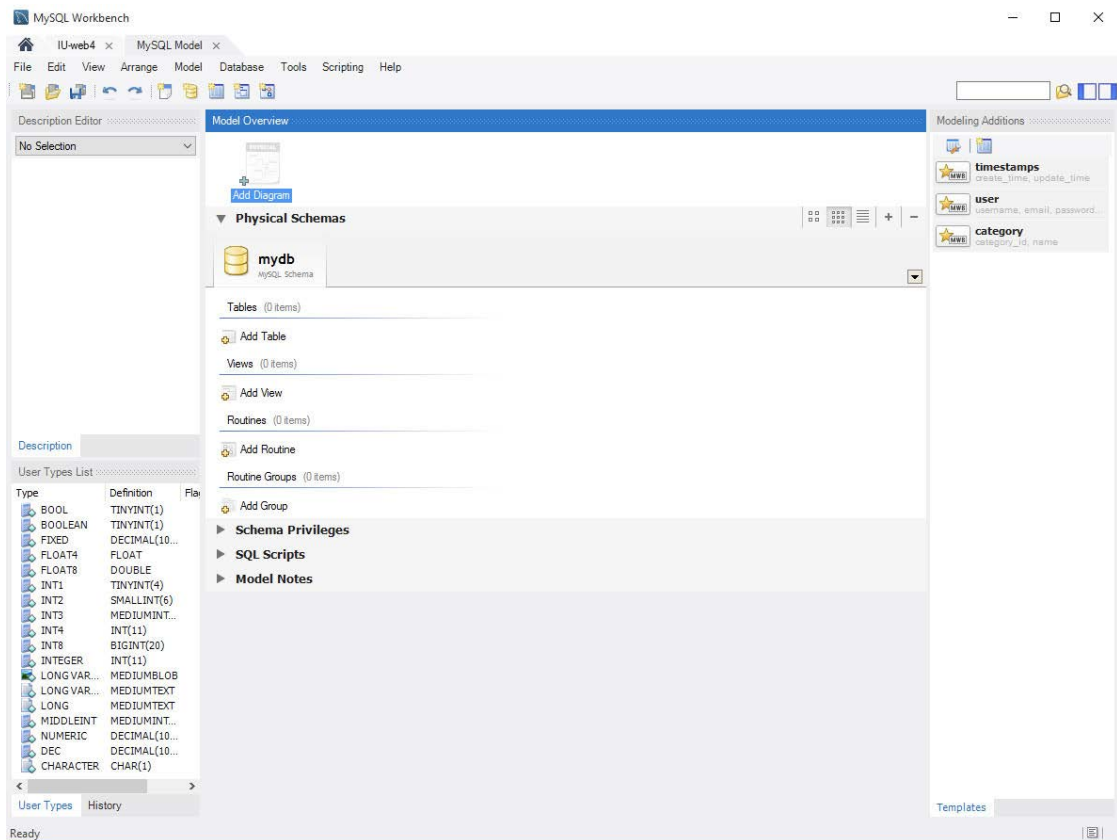 MySQL Workbench
IU-web4 × MySQL Model ×
File Edit View Arrange Model Database Tools Scripting Help
Description Editor
No Selection
Description
User Types List
Type Definition Flag
BOOL TINYINT(1)
BOOLEAN TINYINT(1)
FIXED DECIMAL(10...
FLOAT4 FLOAT
FLOAT8 DOUBLE
INT1 TINYINT(4)
INT2 SMALLINT(6)
INT3 MEDIUMINT...
INT4 INT(11)
INT8 BIGINT(20)
INTEGER INT(11)
LONG VAR... MEDIUMBLOB
LONG VAR... MEDIUMTEXT
LONG MEDIUMTEXT
MIDDLEINT MEDIUMINT...
NUMERIC DECIMAL(10...
DEC DECIMAL(10...
CHARACTER CHAR(1)
User Types History
Ready
Model Overview
Add Diagram
Physical Schemas
mydb
MySQL Schema
Tables (0 items)
Add Table
Views (0 items)
Add View
Routines (0 items)
Add Routine
Routine Groups (0 items)
Add Group
Schema Privileges
SQL Scripts
Model Notes
Modeling Additions
MWB timestamps
create_time, update_time
MWB user
username, email, password...
MWB category
category_id, name
Templates